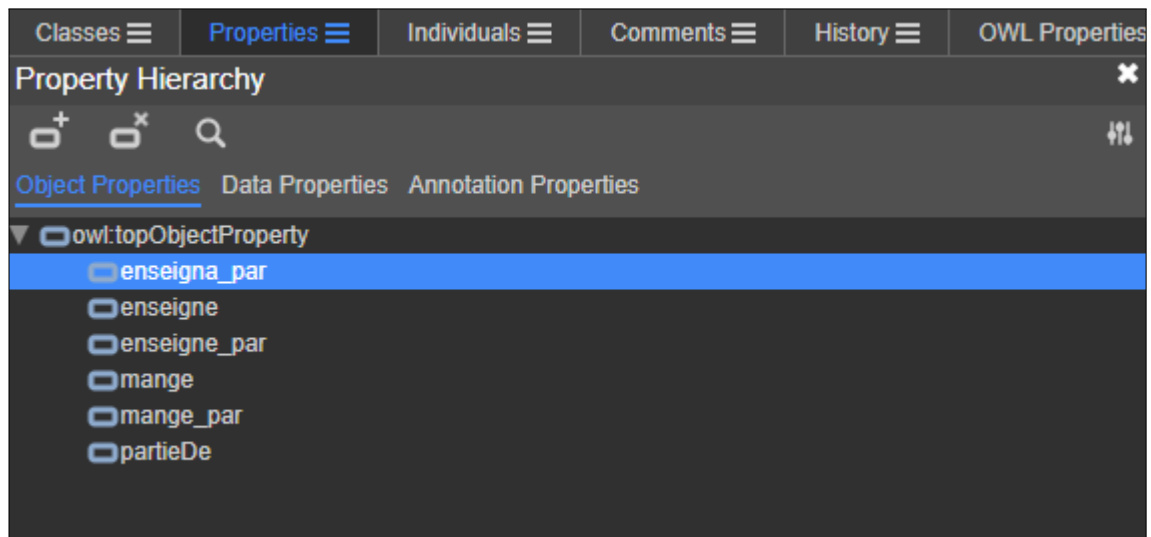 Classes Properties Individuals Comments History OWL Properties
Property Hierarchy
Object Properties Data Properties Annotation Properties
owl:topObjectProperty
enseigna_par
enseigne
enseigne_par
mange
mange_par
partieDe